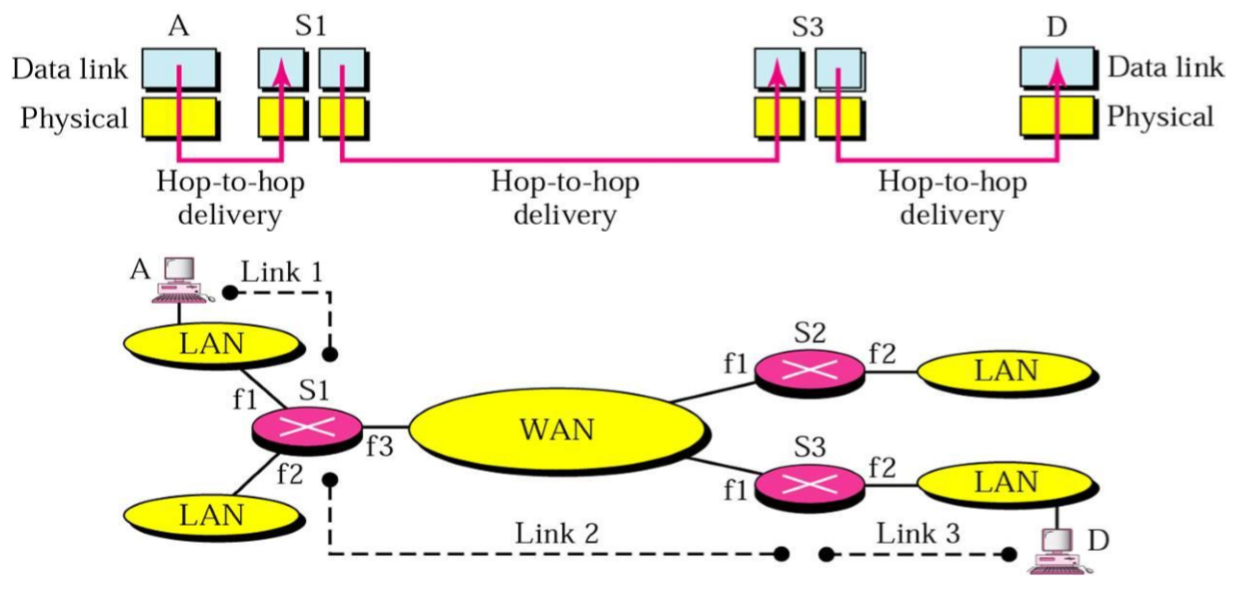 A
S1
S3
D
Data link
Data link
Physical
Physical
Hop-to-hop
delivery
Hop-to-hop
delivery
Hop-to-hop
delivery
A
Link 1
LAN
f1
S1
f3
f2
LAN
WAN
S2
f1
f2
LAN
S3
f1
f2
LAN
Link 2
Link 3
D